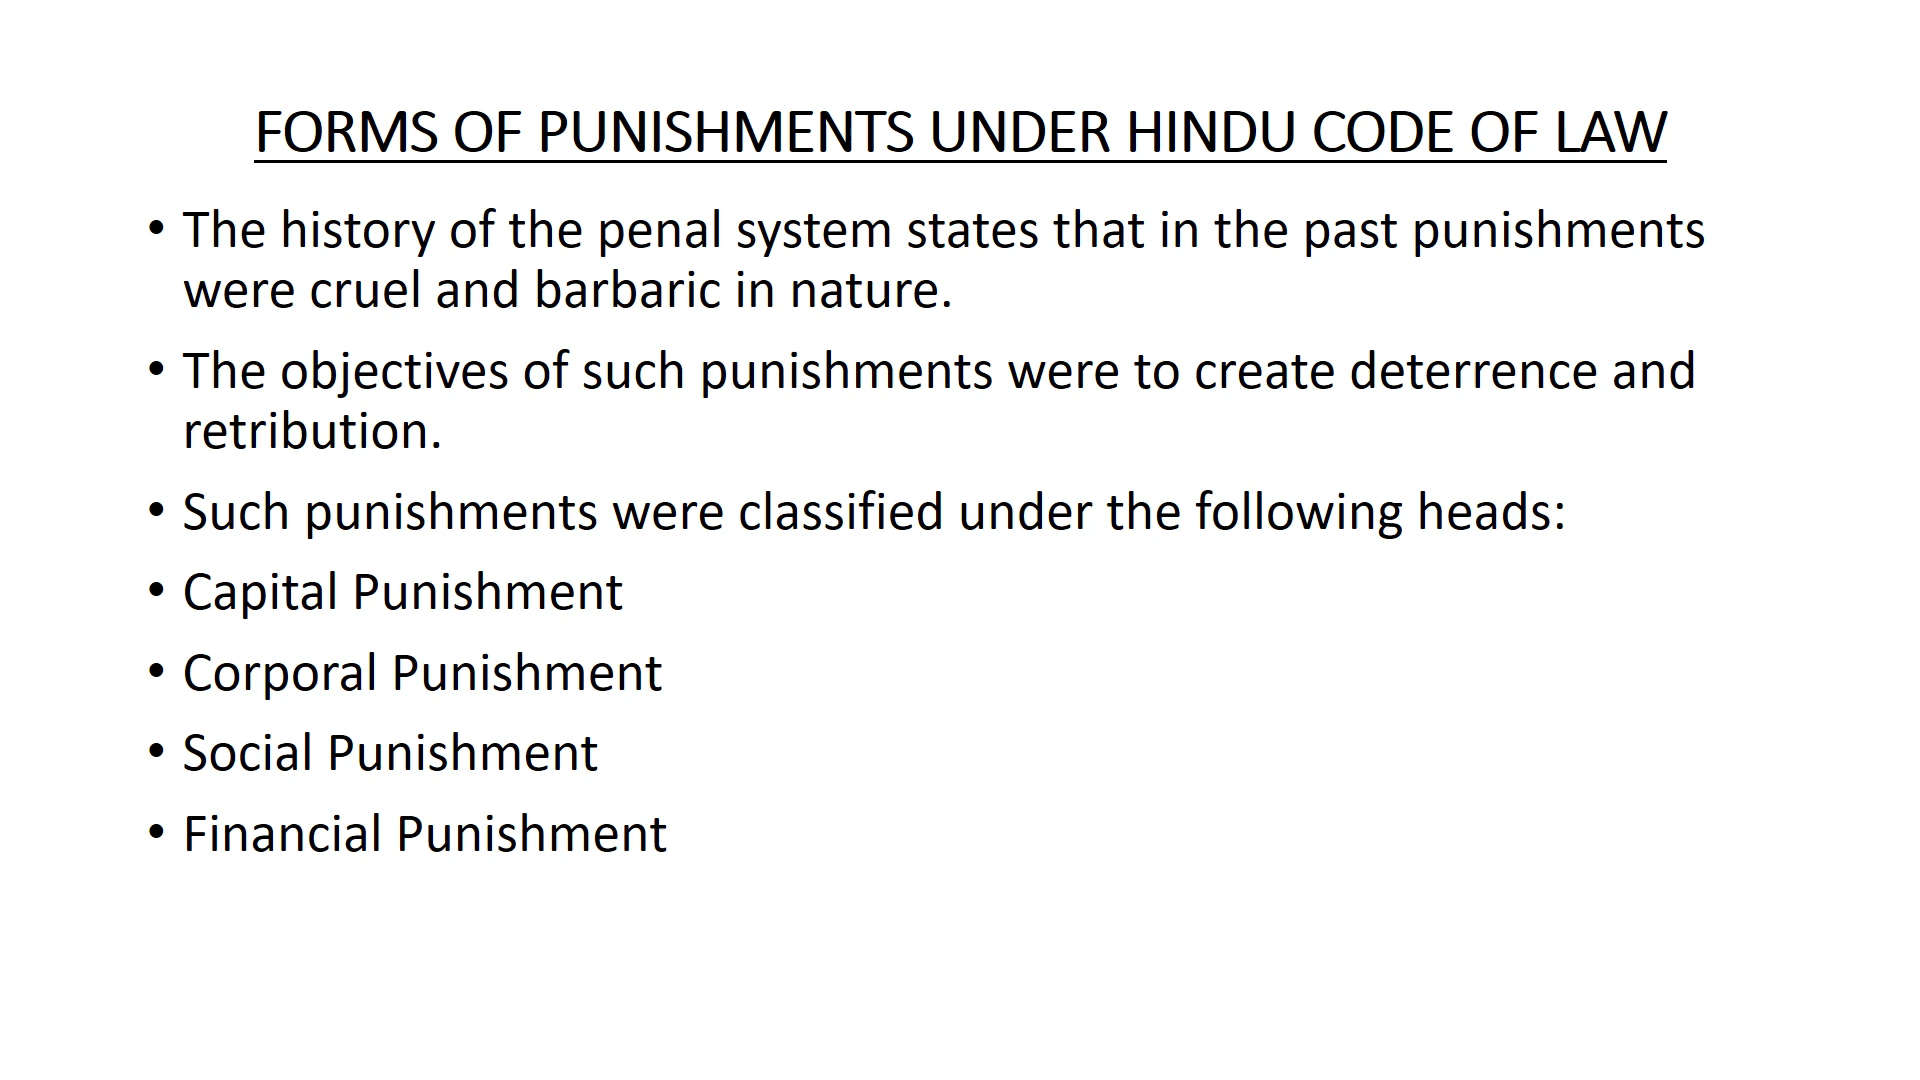 FORMS OF PUNISHMENTS UNDER HINDU CODE OF LAW
• The history of the penal system states that in the past punishments
were cruel and barbaric in nature.
• The objectives of such punishments were to create deterrence and
retribution.
• Such punishments were classified under the following heads:
• Capital Punishment
• Corporal Punishment
• Social Punishment
• Financial Punishment